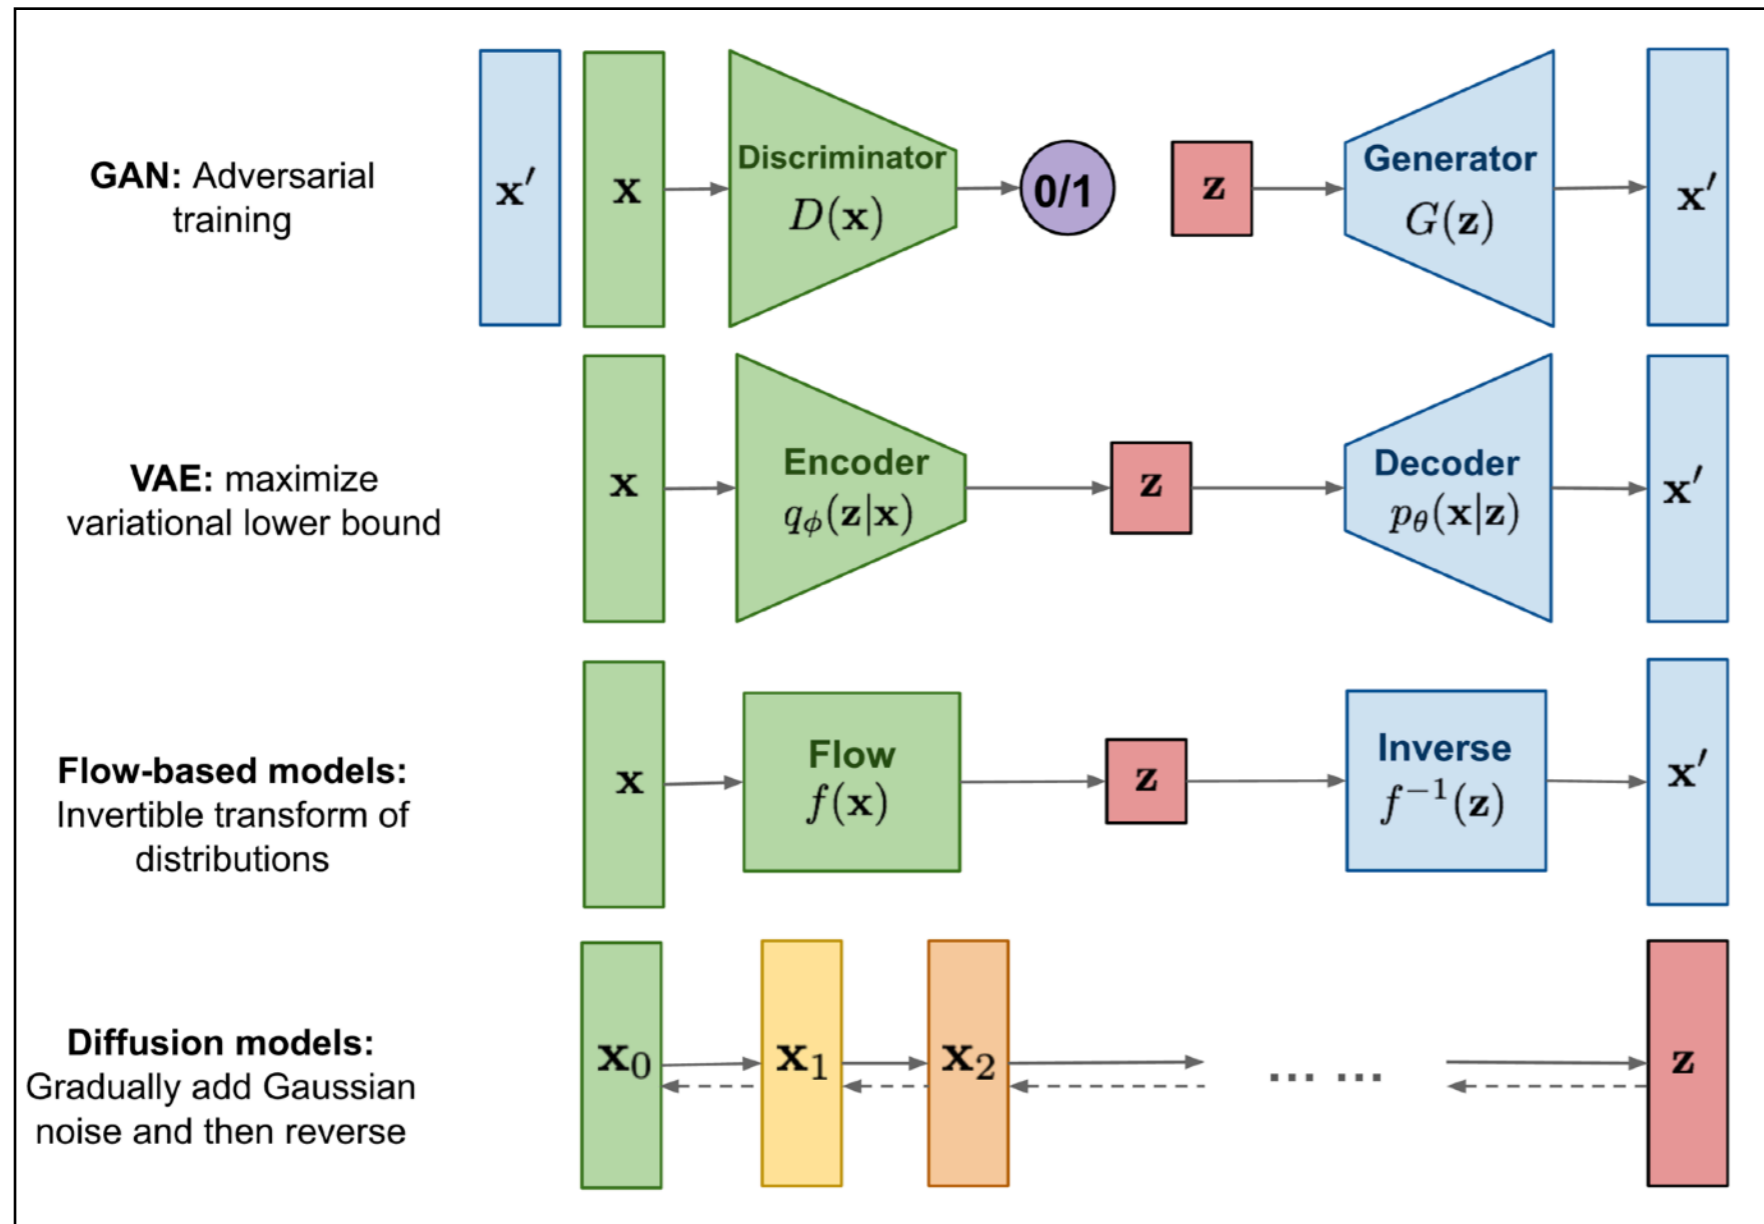 GAN: Adversarial
training
x′
x
Discriminator
D(x)
0/1
z
Generator
G(z)
x′
VAE: maximize
variational lower bound
x
Encoder
qϕ(z|x)
z
Decoder
pθ(x|z)
x′
Flow-based models:
Invertible transform of
distributions
x
Flow
f(x)
z
Inverse
f⁻¹(z)
x′
Diffusion models:
Gradually add Gaussian
noise and then reverse
x₀
x₁
x₂
... ...
z